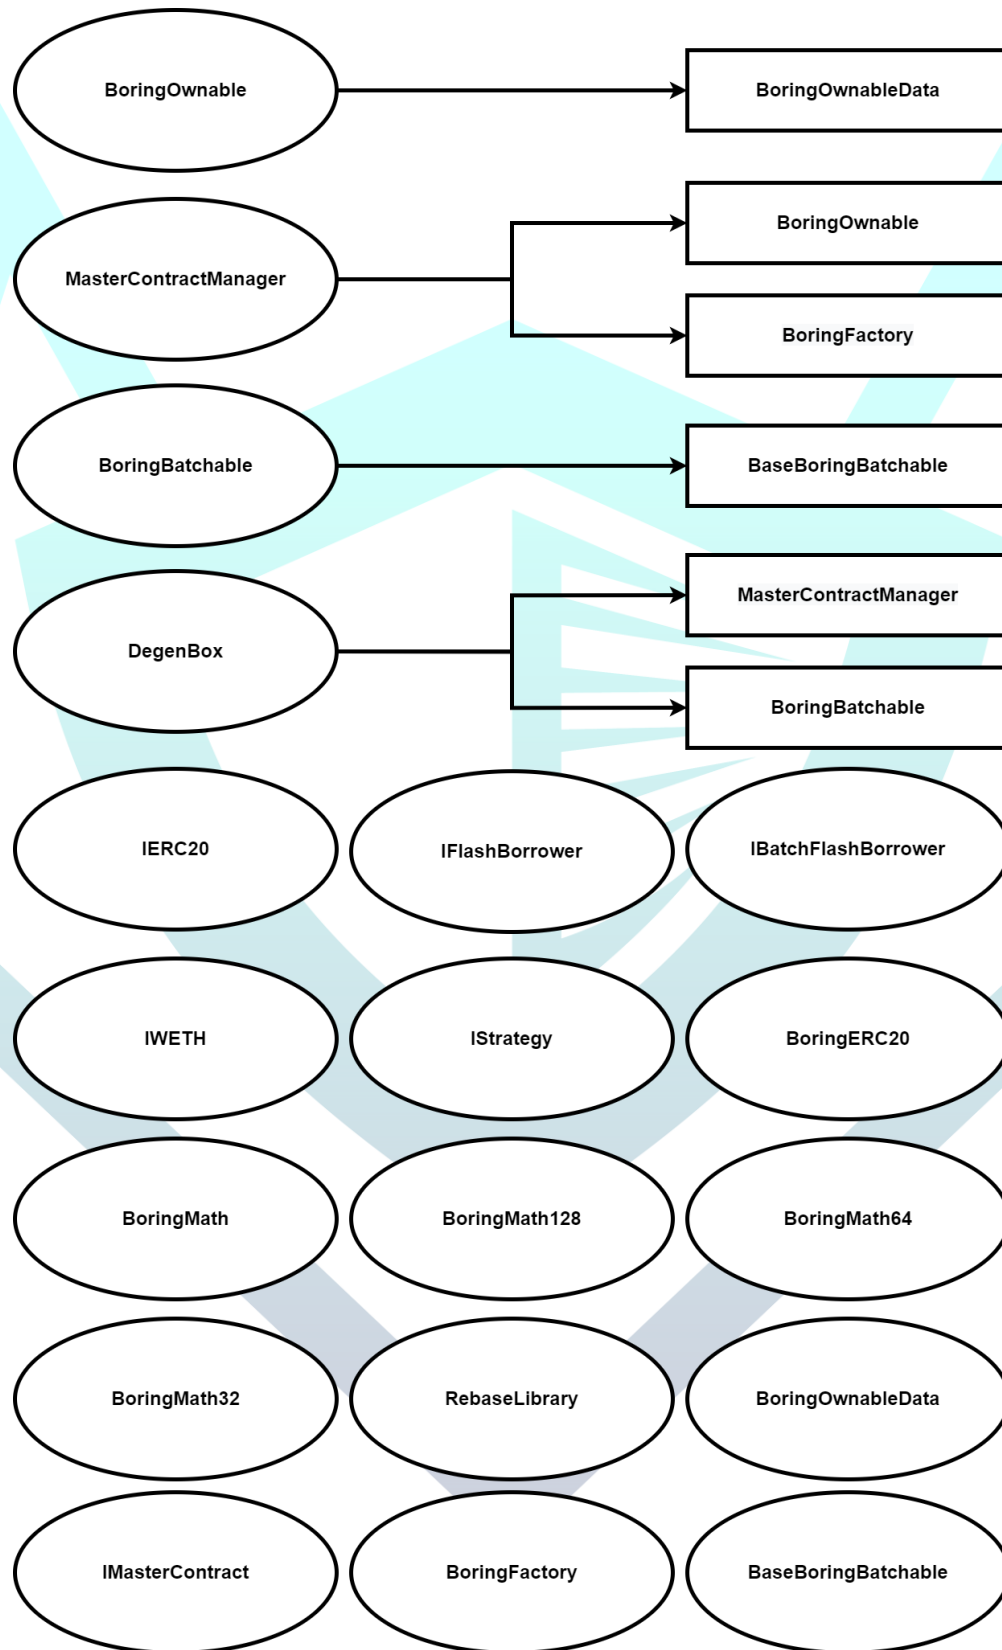 BoringOwnable
BoringOwnableData
MasterContractManager
BoringOwnable
BoringFactory
BoringBatchable
BaseBoringBatchable
DegenBox
MasterContractManager
BoringBatchable
IERC20
IFlashBorrower
IBatchFlashBorrower
IWETH
IStrategy
BoringERC20
BoringMath
BoringMath128
BoringMath64
BoringMath32
RebaseLibrary
BoringOwnableData
IMasterContract
BoringFactory
BaseBoringBatchable